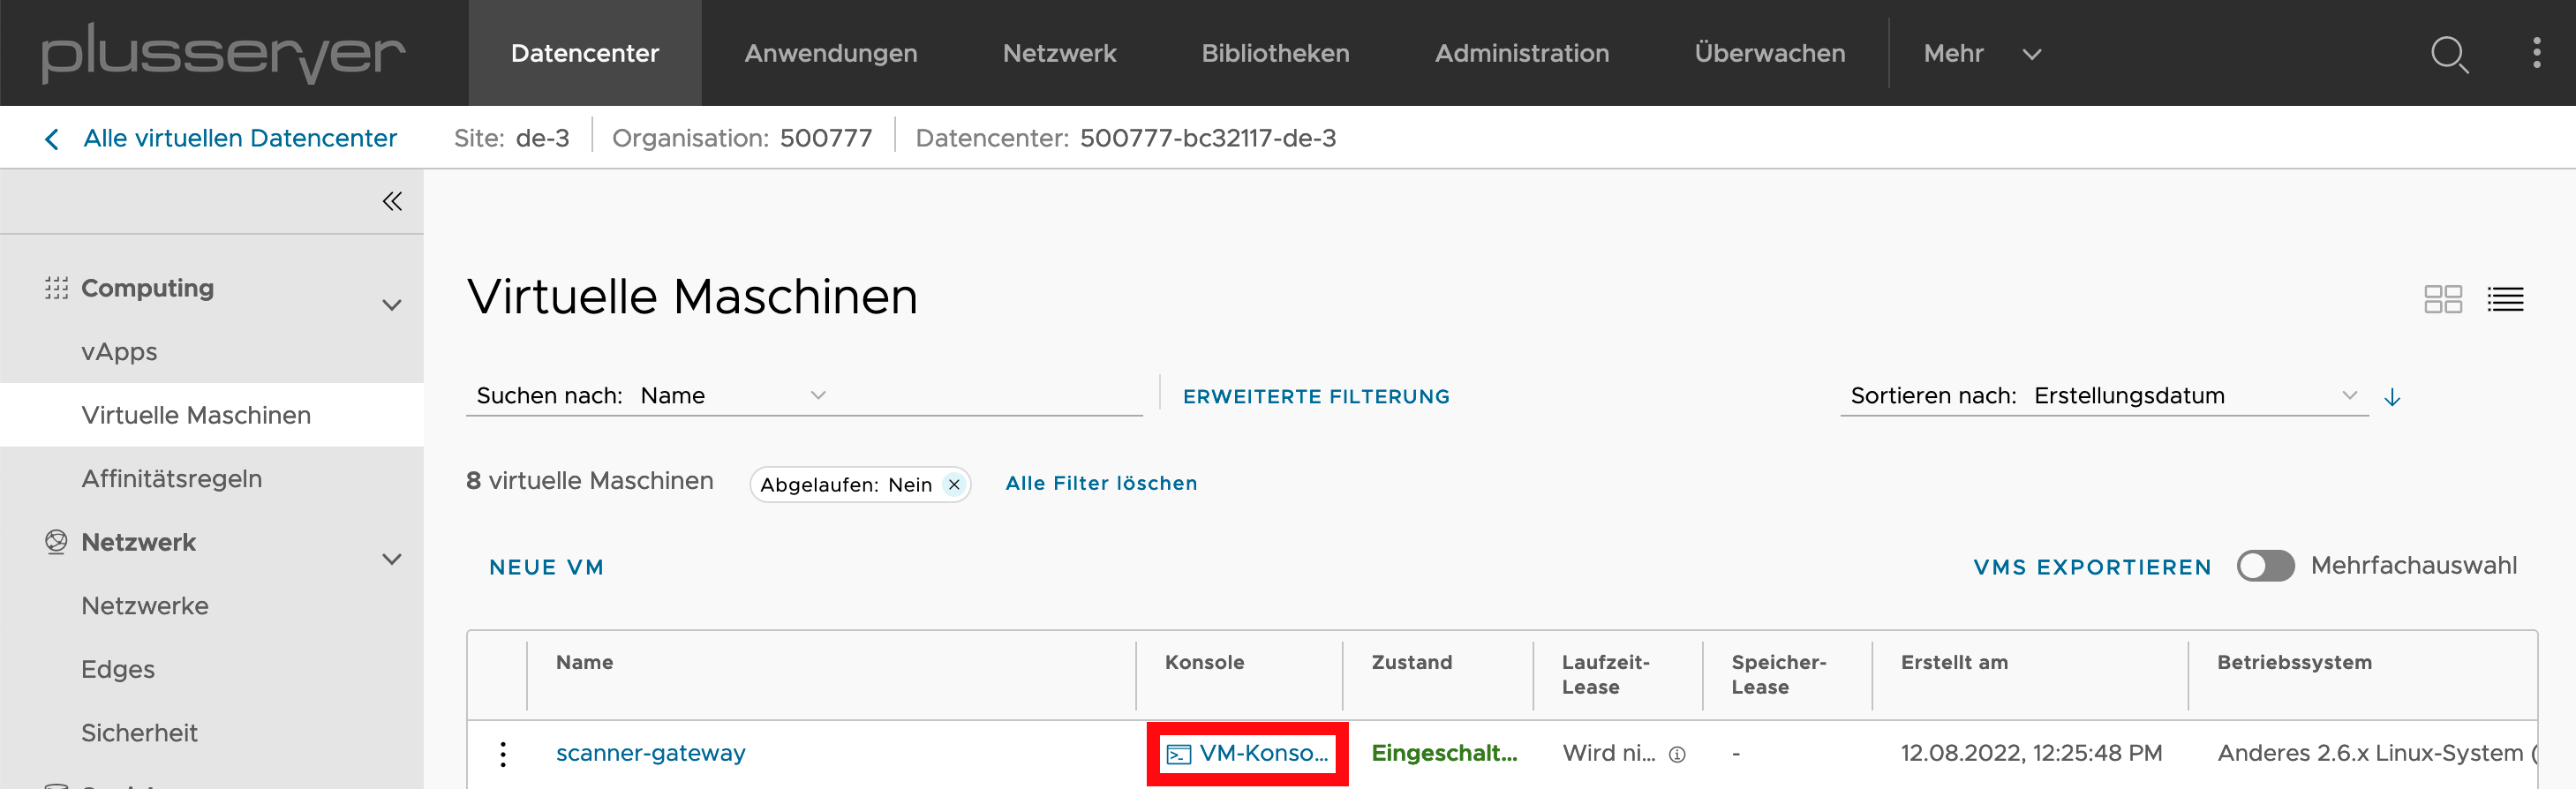 plusserver
Datencenter Anwendungen Netzwerk Bibliotheken Administration Überwachen Mehr
Alle virtuellen Datencenter Site: de-3 Organisation: 500777 Datencenter: 500777-bc32117-de-3
Computing
vApps
Virtuelle Maschinen
Affinitätsregeln
Netzwerk
Netzwerke
Edges
Sicherheit
Virtuelle Maschinen
Suchen nach: Name ERWEITERTE FILTERUNG Sortieren nach: Erstellungsdatum
8 virtuelle Maschinen Abgelaufen: Nein Alle Filter löschen
NEUE VM VMS EXPORTIEREN Mehrfachauswahl
Name Konsole Zustand Laufzeit-Lease Speicher-Lease Erstellt am Betriebssystem
scanner-gateway VM-Konso... Eingeschalt... Wird ni... - 12.08.2022, 12:25:48 PM Anderes 2.6.x Linux-System (